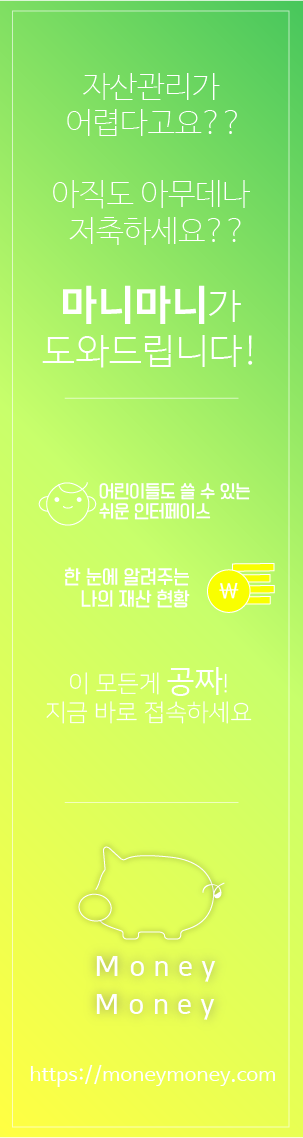 자산관리가
어렵다고요??
아직도 아무데나
저축하세요??
마니마니가
도와드립니다!
어린이들도 쓸 수 있는
쉬운 인터페이스
한 눈에 알려주는
나의 재산 현황
₩
이 모든게 공짜!
지금 바로 접속하세요
Money
Money
https://moneymoney.com